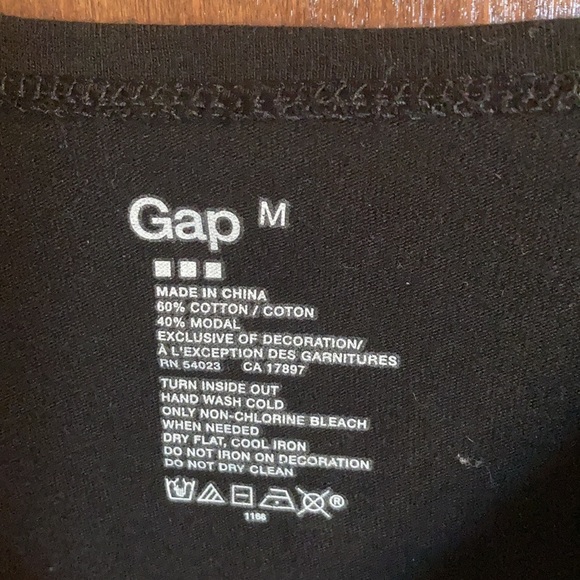 Gap M
MADE IN CHINA
60% COTTON / COTON
40% MODAL
EXCLUSIVE OF DECORATION/
À L'EXCEPTION DES GARNITURES
RN 54023 CA 17897
TURN INSIDE OUT
HAND WASH COLD
ONLY NON-CHLORINE BLEACH
WHEN NEEDED
DRY FLAT, COOL IRON
DO NOT IRON ON DECORATION
DO NOT DRY CLEAN
®
1166